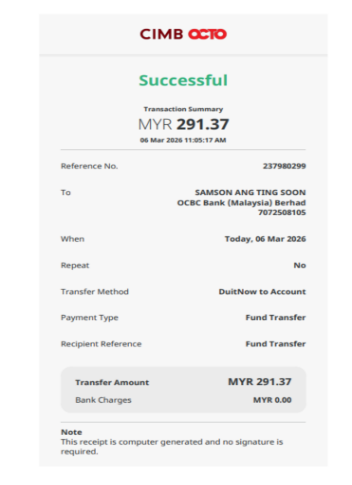 CIMB OCTO
Successful
Transaction Summary
MYR 291.37
06 Mar 2026 11:05:17 AM
Reference No. 237980299
To SAMSON ANG TING SOON
OCBC Bank (Malaysia) Berhad
7072508105
When Today, 06 Mar 2026
Repeat No
Transfer Method DuitNow to Account
Payment Type Fund Transfer
Recipient Reference Fund Transfer
Transfer Amount MYR 291.37
Bank Charges MYR 0.00
Note
This receipt is computer generated and no signature is
required.